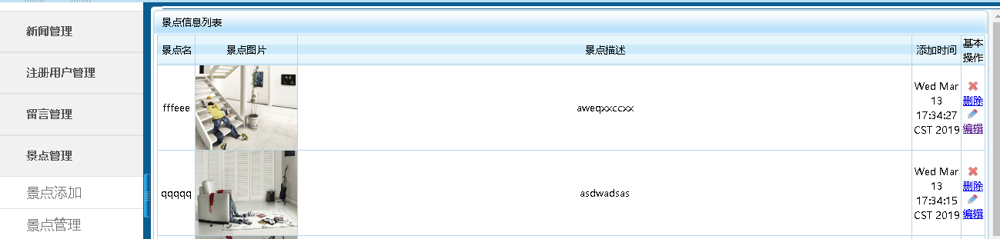 新闻管理
注册用户管理
留言管理
景点管理
景点添加
景点管理
景点信息列表
景点名
景点图片
景点描述
添加时间
基本
操作
fffeee
aweqxxccxx
Wed Mar
13
17:34:27
CST 2019
删除
编辑
qqqqq
asdwadsas
Wed Mar
13
17:34:15
CST 2019
删除
编辑